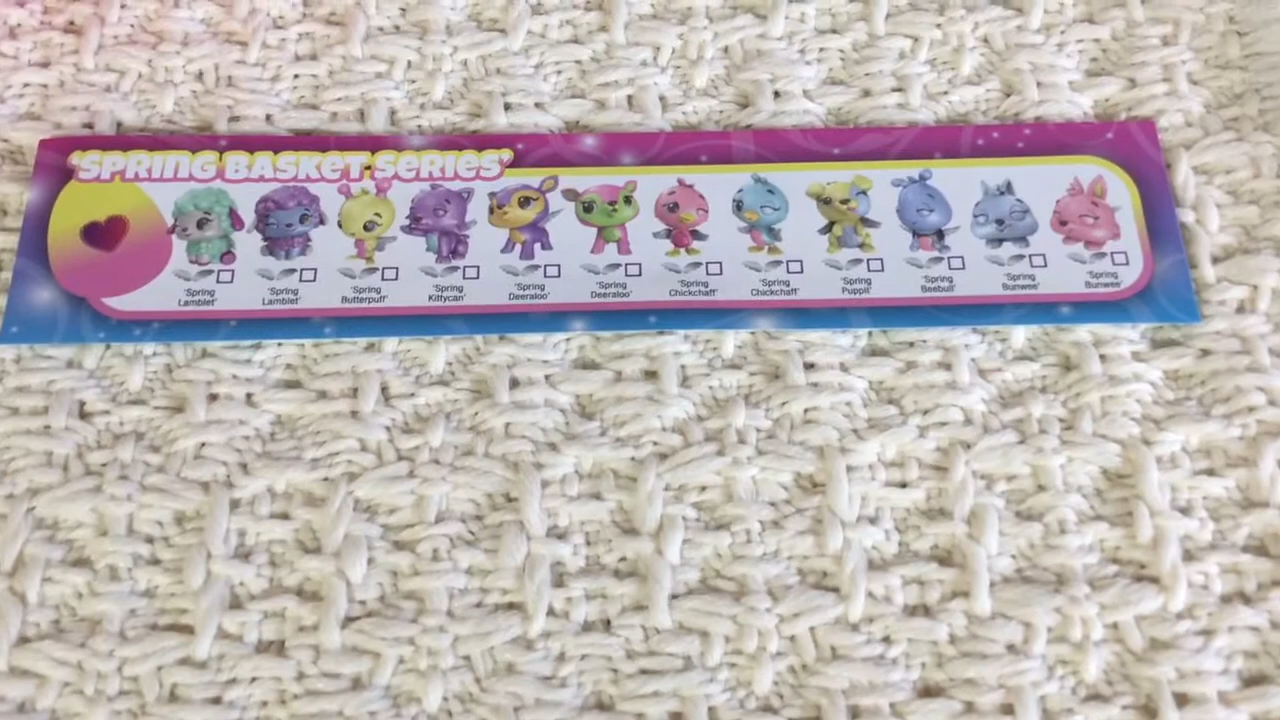 'SPRING BASKET SERIES'
'Spring Lamblet'
'Spring Lamblet'
'Spring Butterpuff'
'Spring Kittycan'
'Spring Deeraloo'
'Spring Deeraloo'
'Spring Chickchaff'
'Spring Chickchaff'
'Spring Puppit'
'Spring Beebull'
'Spring Bunwee'
'Spring Bunwee'